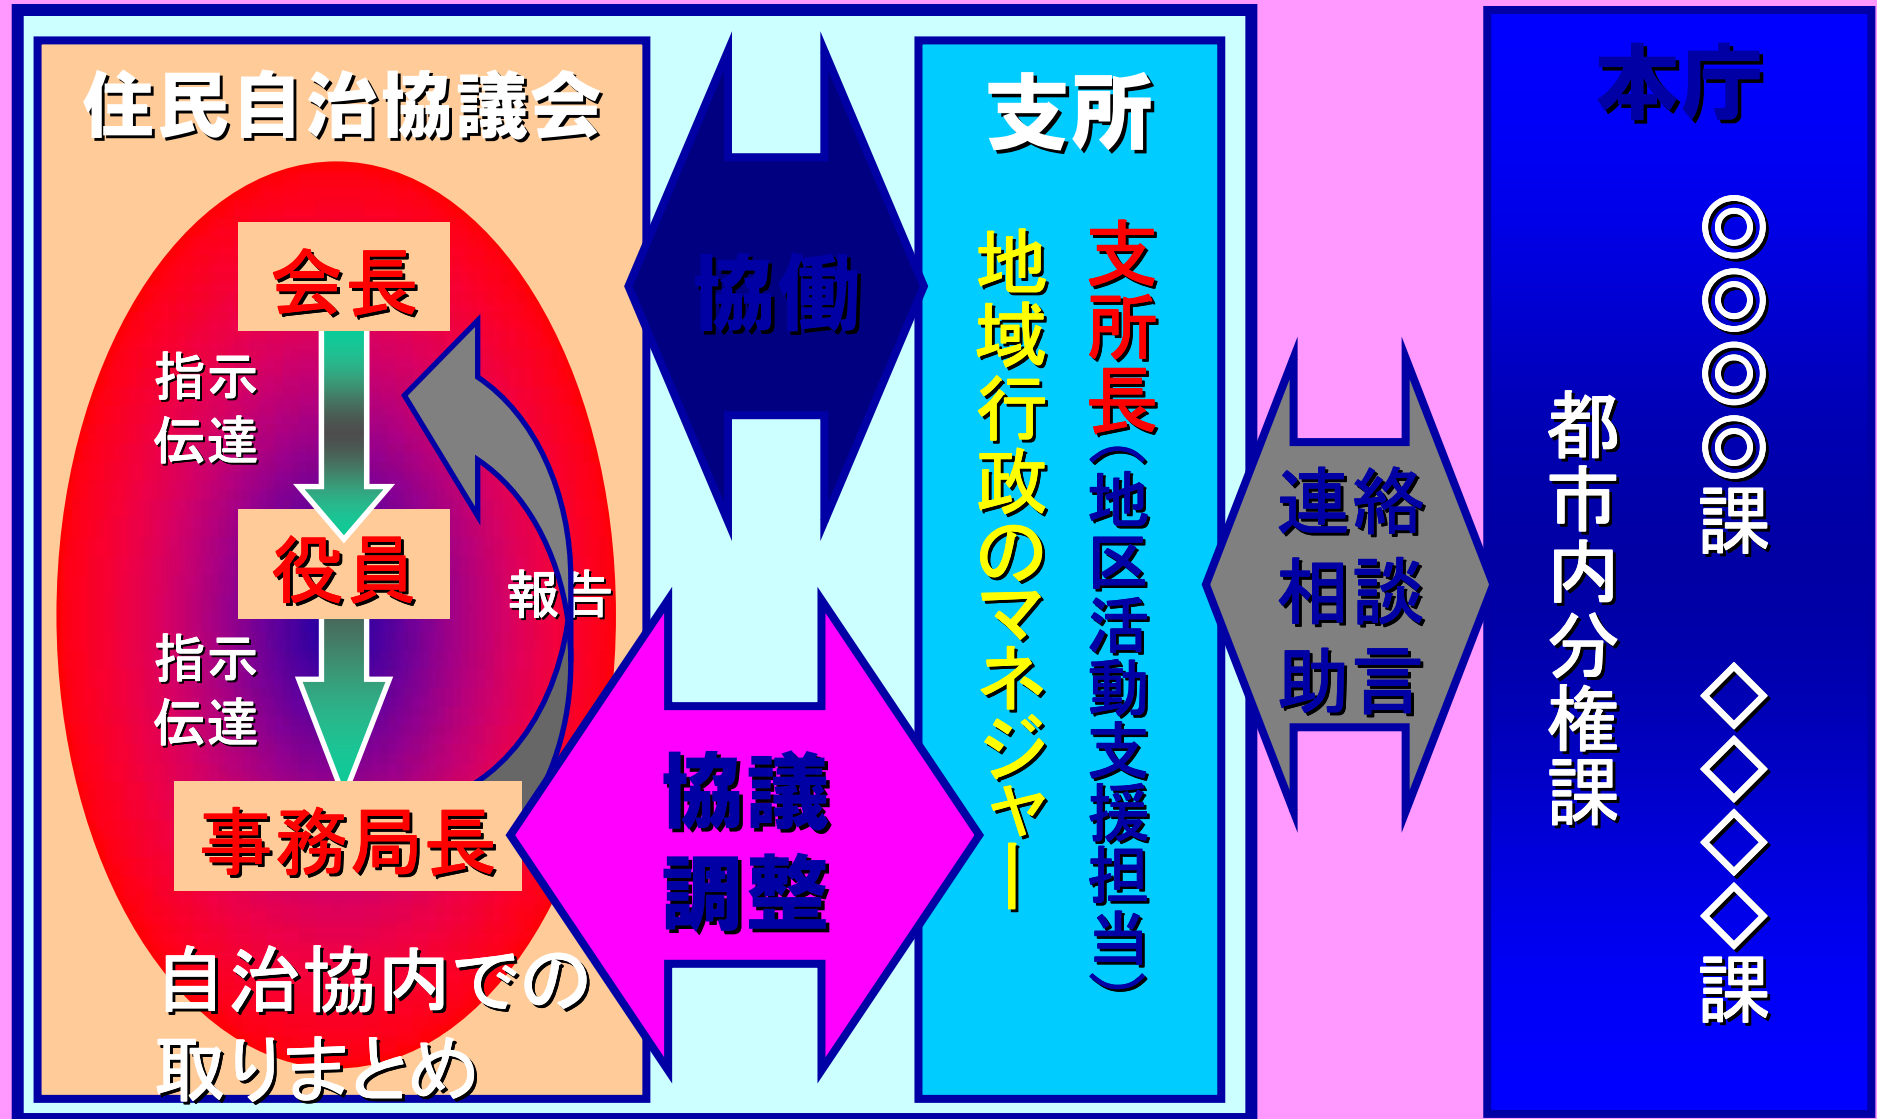 住民自治協議会
会長
指示
伝達
役員
報告
指示
伝達
事務局長
自治協内での
取りまとめ
協働
協議
調整
支所
支所長（地区活動支援担当）
地域行政のマネジャー
連絡
相談
助言
本庁
◎◎◎◎課　◇◇◇◇課
都市内分権課